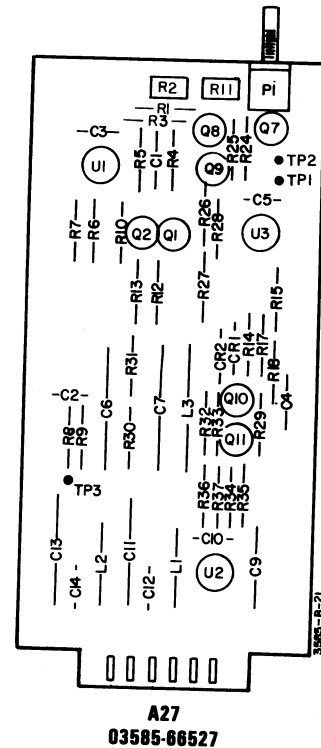 R2 R11 P1
R1
R3
C3 Q8 Q7
R5 C1 R4 R25 R24
U1 Q9 TP2
TP1
C5
R7 R6 R10 Q2 Q1 R26 R28 U3
R13 R12 R27 R15
R31 CR2 CR1 R14 R17
R18
C2 C6 C7 L3 Q10 C4
R8 R9 R30 R32 R33 Q11 R29
TP3
R36 R37 R34 R35
C13 L2 C11 C10
C14 C12 L1 U2 C9
3585-B-21
A27
03585-66527